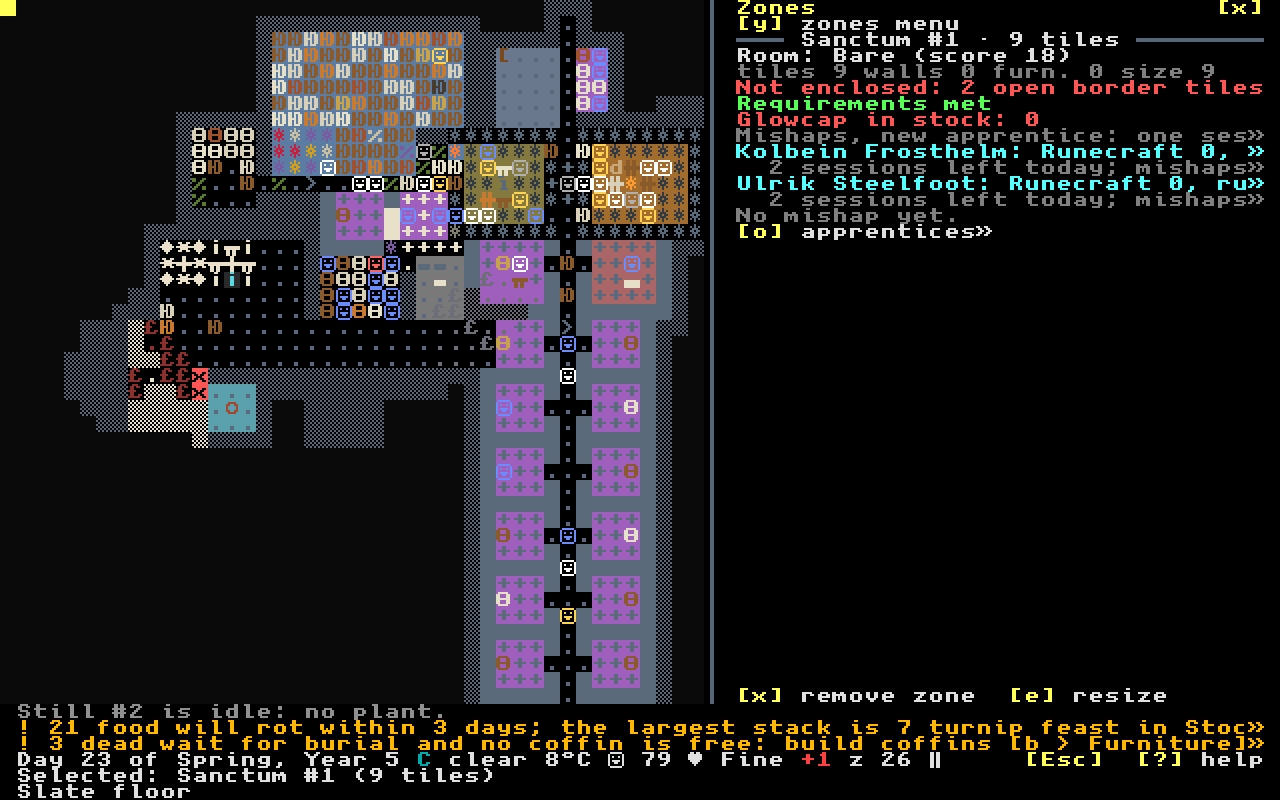 Zones [x]
[y] zones menu
Sanctum #1 · 9 tiles
Room: Bare (score 18)
tiles 9 walls 0 furn. 0 size 9
Not enclosed: 2 open border tiles
Requirements met
Glowcap in stock: 0
Mishaps, new apprentice: one ses»
Kolbein Frosthelm: Runecraft 0, »
2 sessions left today; mishaps»
Ulrik Steelfoot: Runecraft 0, ru»
2 sessions left today; mishaps»
No mishap yet.
[o] apprentices»
[x] remove zone [e] resize
Still #2 is idle: no plant.
! 21 food will rot within 3 days; the largest stack is 7 turnip feast in Stoc»
! 3 dead wait for burial and no coffin is free: build coffins [b > Furniture]»
Day 23 of Spring, Year 5 C clear 8°C ☺ 79 ♥ Fine +1 z 26 ‖ [Esc] [?] help
Selected: Sanctum #1 (9 tiles)
Slate floor